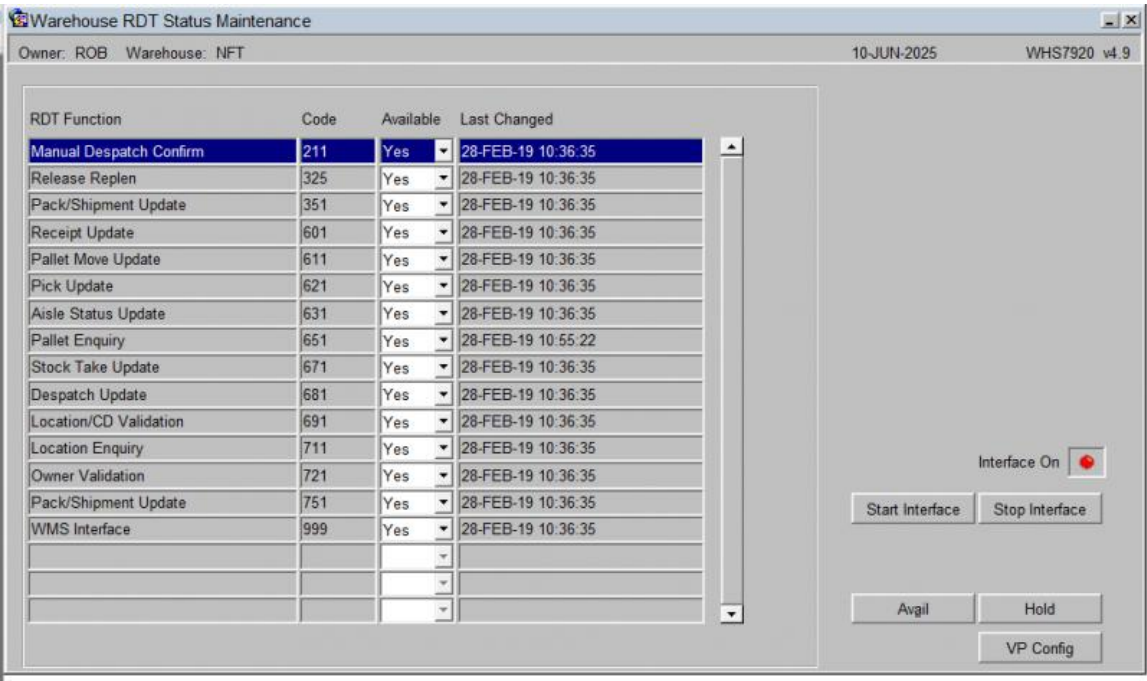 Warehouse RDT Status Maintenance
Owner: ROB Warehouse: NFT 10-JUN-2025 WHS7920 v4.9
RDT Function Code Available Last Changed
Manual Despatch Confirm 211 Yes 28-FEB-19 10:36:35
Release Replen 325 Yes 28-FEB-19 10:36:35
Pack/Shipment Update 351 Yes 28-FEB-19 10:36:35
Receipt Update 601 Yes 28-FEB-19 10:36:35
Pallet Move Update 611 Yes 28-FEB-19 10:36:35
Pick Update 621 Yes 28-FEB-19 10:36:35
Aisle Status Update 631 Yes 28-FEB-19 10:36:35
Pallet Enquiry 651 Yes 28-FEB-19 10:55:22
Stock Take Update 671 Yes 28-FEB-19 10:36:35
Despatch Update 681 Yes 28-FEB-19 10:36:35
Location/CD Validation 691 Yes 28-FEB-19 10:36:35
Location Enquiry 711 Yes 28-FEB-19 10:36:35
Owner Validation 721 Yes 28-FEB-19 10:36:35
Pack/Shipment Update 751 Yes 28-FEB-19 10:36:35
WMS Interface 999 Yes 28-FEB-19 10:36:35
Interface On
Start Interface Stop Interface
Avail Hold
VP Config